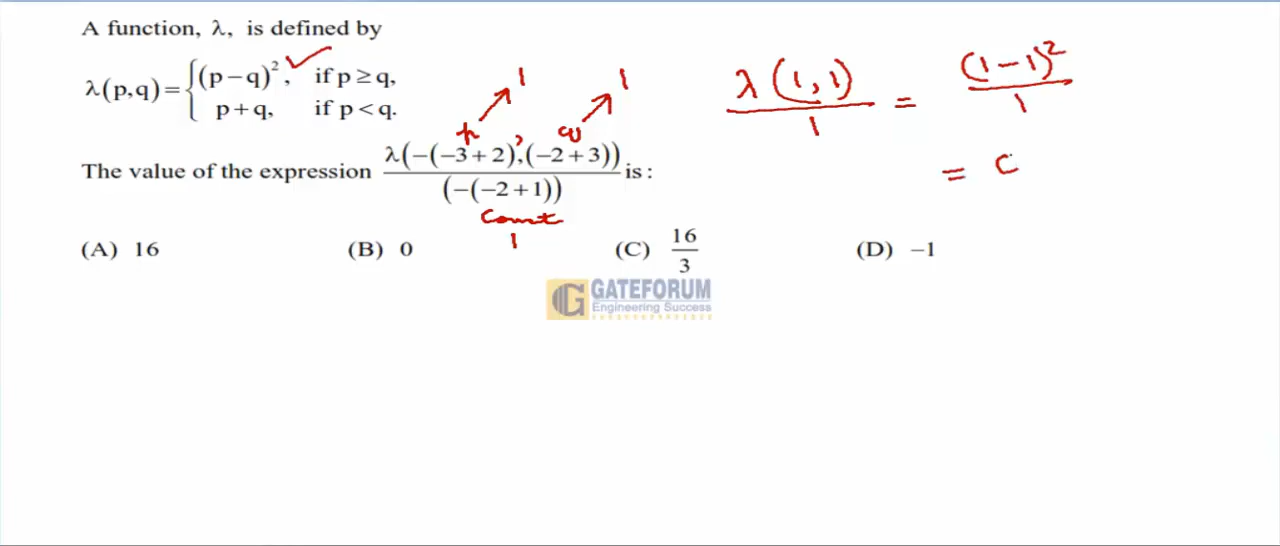 A function, λ, is defined by
λ(p,q) = { (p−q)², if p ≥ q,
p+q, if p < q.
1 1
p , q
The value of the expression λ(−(−3+2),(−2+3)) / (−(−2+1)) is :
const
1
(A) 16 (B) 0 (C) 16/3 (D) −1
λ(1,1) / 1 = (1−1)² / 1
=
GATEFORUM
Engineering Success